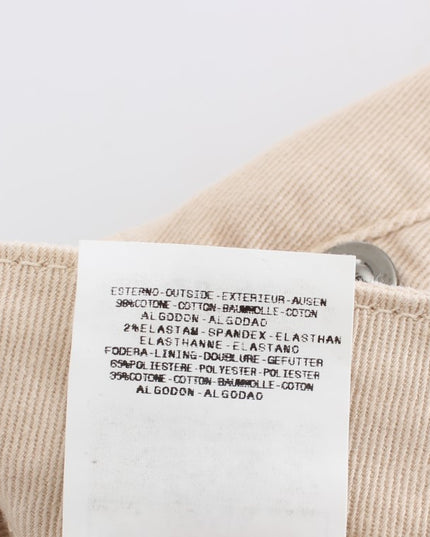 ESTERNO-OUTSIDE-EXTERIEUR-AUSEN
98%COTONE-COTTON-BAUMWOLLE-COTON
ALGODON-ALGODAO
2%ELASTAM-SPANDEX-ELASTHAN
ELASTHANNE-ELASTANO
FODERA-LINING-DOUBLURE-GEFUTTER
65%POLIESTERE-POLYESTER-POLIESTER
35%COTONE-COTTON-BAUMWOLLE-COTON
ALGODON-ALGODAO